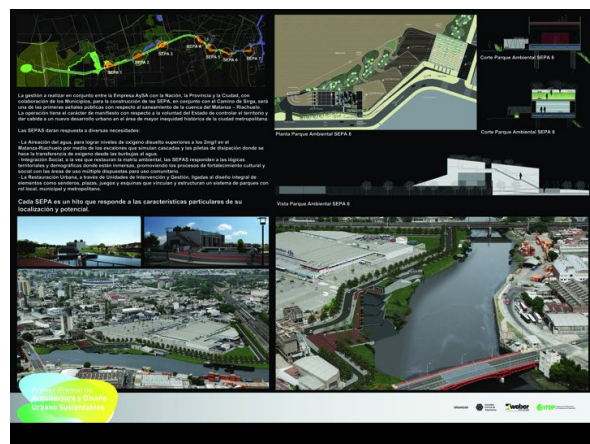 SEPA 1
SEPA 2
SEPA 3
SEPA 6
SEPA 7
La gestión a realizar en conjunto entre la Empresa AySA con la Nación, la Provincia y la Ciudad, con
colaboración de los Municipios, para la construcción de las SEPA, en conjunto con el Camino de Sirga, será
una de las primeras señales públicas con respecto al saneamiento de la cuenca del Matanza - Riachuelo.
La operación tiene el carácter de manifiesto con respecto a la voluntad del Estado de controlar el territorio y
dar cabida a un nuevo desarrollo urbano en el área de mayor inequidad histórica de la ciudad metropolitana.
Las SEPAS daran respuesta a diversas necesidades:
- La Aireación del agua, para lograr niveles de oxígeno disuelto superiores a los 2mg/l en el
Matanza-Riachuelo por medio de los escalones que simulan cascadas y las piletas de disipación donde se
hace la transferencia de oxígeno desde las burbujas al agua.
- Integración Social, a la vez que restauran la matriz ambiental, las SEPAS responden a las lógicas
territoriales y demográficas donde están inmersas, promoviendo los procesos de fortalecimiento cultural y
social con las áreas de uso múltiple dispuestas para uso comunitario.
- La Restauración Urbana, a través de Unidades de Intervención y Gestión, ligadas al diseño integral de
elementos como senderos, plazas, juegos y esquinas que vinculan y estructuran un sistema de parques con
rol local, municipal y metropolitano.
Cada SEPA es un hito que responde a las características particulares de su
localización y potencial.
Planta Parque Ambiental SEPA 6
Corte Parque Ambiental SEPA 6
Corte Parque Ambiental SEPA 6
Vista Parque Ambiental SEPA 6
Primer Premio de
Arquitectura y Diseño
Urbano Sustentables
weber
ITDP